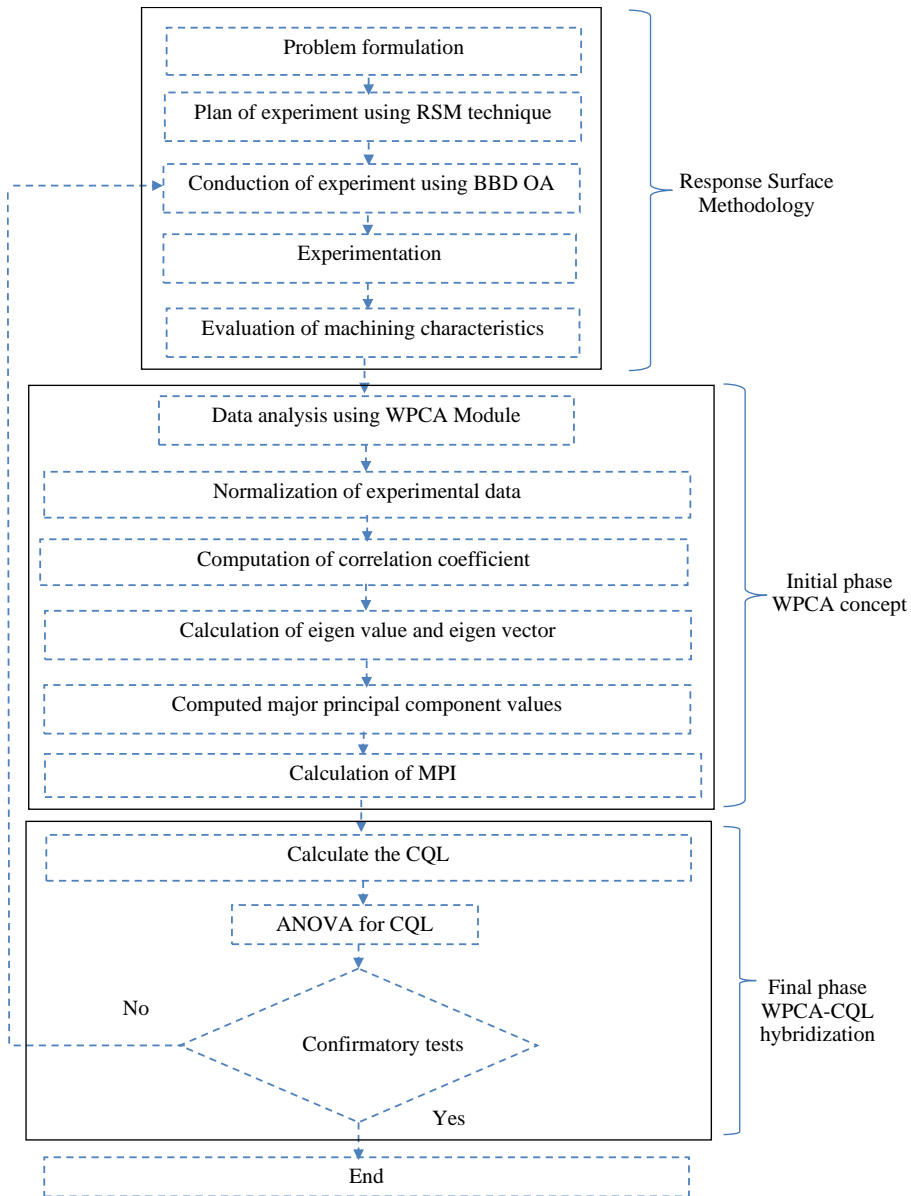 Problem formulation
Plan of experiment using RSM technique
Conduction of experiment using BBD OA
Experimentation
Evaluation of machining characteristics
Response Surface
Methodology
Data analysis using WPCA Module
Normalization of experimental data
Computation of correlation coefficient
Calculation of eigen value and eigen vector
Computed major principal component values
Calculation of MPI
Initial phase
WPCA concept
Calculate the CQL
ANOVA for CQL
Confirmatory tests
No
Yes
Final phase
WPCA-CQL
hybridization
End